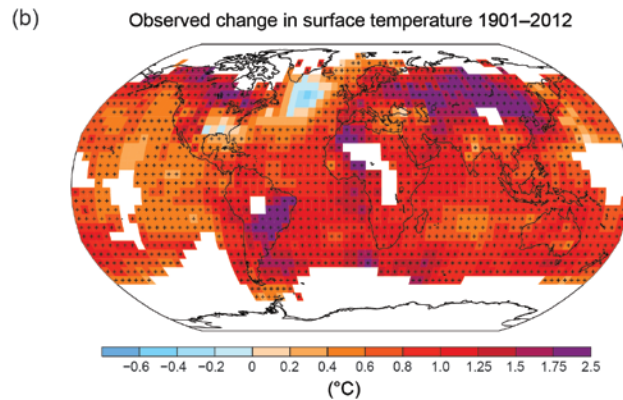 (b)
Observed change in surface temperature 1901–2012
−0.6 −0.4 −0.2 0 0.2 0.4 0.6 0.8 1.0 1.25 1.5 1.75 2.5
(°C)